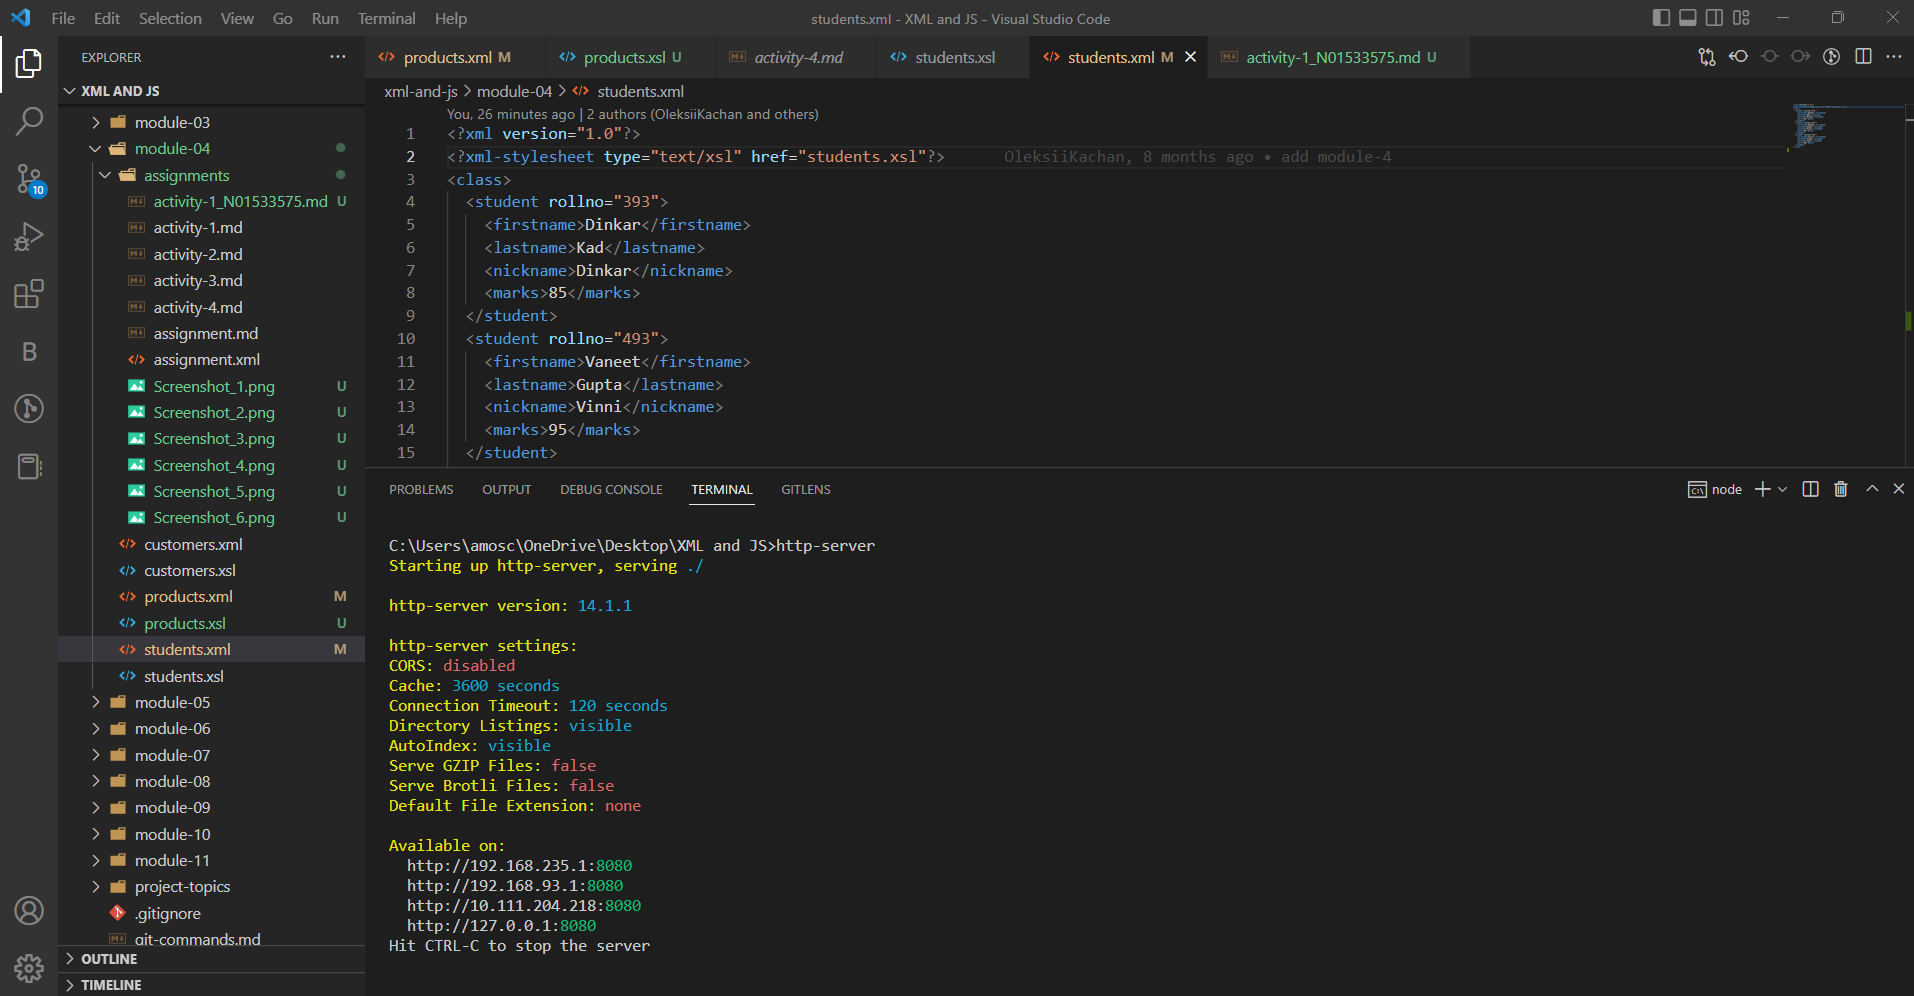 File Edit Selection View Go Run Terminal Help
students.xml - XML and JS - Visual Studio Code
EXPLORER
XML AND JS
module-03
module-04
assignments
activity-1_N01533575.md U
activity-1.md
activity-2.md
activity-3.md
activity-4.md
assignment.md
assignment.xml
Screenshot_1.png U
Screenshot_2.png U
Screenshot_3.png U
Screenshot_4.png U
Screenshot_5.png U
Screenshot_6.png U
customers.xml
customers.xsl
products.xml M
products.xsl U
students.xml M
students.xsl
module-05
module-06
module-07
module-08
module-09
module-10
module-11
project-topics
.gitignore
git-commands.md
OUTLINE
TIMELINE
10
B
products.xml M products.xsl U activity-4.md students.xsl students.xml M activity-1_N01533575.md U
xml-and-js > module-04 > students.xml
You, 26 minutes ago | 2 authors (OleksiiKachan and others)
1 <?xml version="1.0"?>
2 <?xml-stylesheet type="text/xsl" href="students.xsl"?> OleksiiKachan, 8 months ago • add module-4
3 <class>
4 <student rollno="393">
5 <firstname>Dinkar</firstname>
6 <lastname>Kad</lastname>
7 <nickname>Dinkar</nickname>
8 <marks>85</marks>
9 </student>
10 <student rollno="493">
11 <firstname>Vaneet</firstname>
12 <lastname>Gupta</lastname>
13 <nickname>Vinni</nickname>
14 <marks>95</marks>
15 </student>
PROBLEMS OUTPUT DEBUG CONSOLE TERMINAL GITLENS
node
C:\Users\amosc\OneDrive\Desktop\XML and JS>http-server
Starting up http-server, serving ./
http-server version: 14.1.1
http-server settings:
CORS: disabled
Cache: 3600 seconds
Connection Timeout: 120 seconds
Directory Listings: visible
AutoIndex: visible
Serve GZIP Files: false
Serve Brotli Files: false
Default File Extension: none
Available on:
http://192.168.235.1:8080
http://192.168.93.1:8080
http://10.111.204.218:8080
http://127.0.0.1:8080
Hit CTRL-C to stop the server